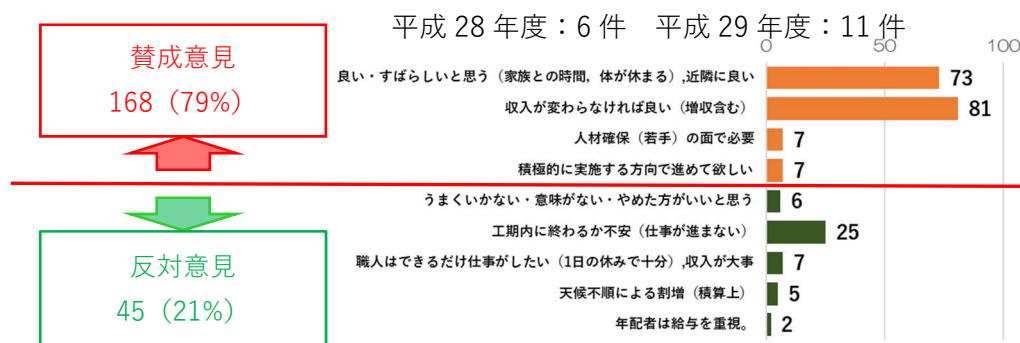 平成 28 年度：6 件　平成 29 年度：11 件
0 50 100
賛成意見
168（79%）
良い・すばらしいと思う（家族との時間，体が休まる）,近隣に良い 73
収入が変わらなければ良い（増収含む） 81
人材確保（若手）の面で必要 7
積極的に実施する方向で進めて欲しい 7
うまくいかない・意味がない・やめた方がいいと思う 6
工期内に終わるか不安（仕事が進まない） 25
職人はできるだけ仕事がしたい（1日の休みで十分）,収入が大事 7
天候不順による割増（積算上） 5
年配者は給与を重視。 2
反対意見
45（21%）